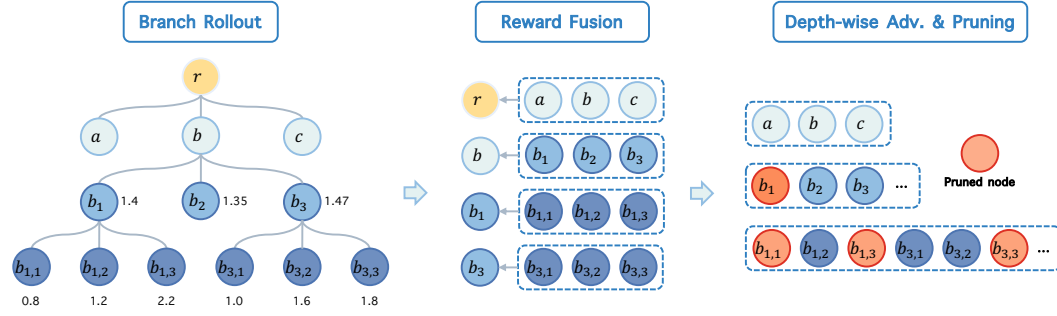 Branch Rollout
r
a b c
b1 1.4 b2 1.35 b3 1.47
b1,1 b1,2 b1,3 b3,1 b3,2 b3,3
0.8 1.2 2.2 1.0 1.6 1.8
Reward Fusion
r a b c
b b1 b2 b3
b1 b1,1 b1,2 b1,3
b3 b3,1 b3,2 b3,3
Depth-wise Adv. & Pruning
a b c
b1 b2 b3 ...
b1,1 b1,2 b1,3 b3,1 b3,2 b3,3 ...
Pruned node